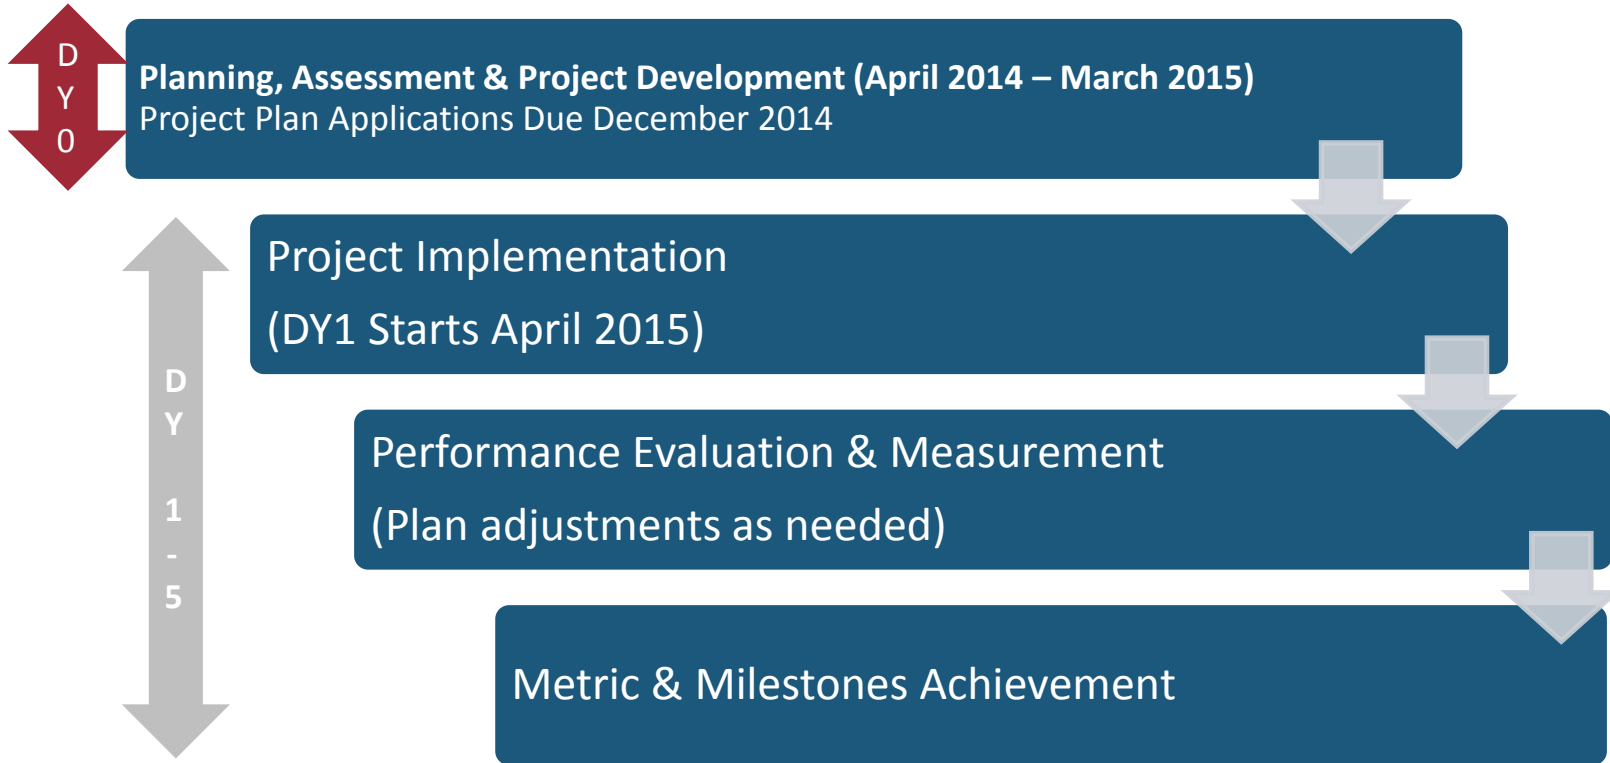 D
Y
0
Planning, Assessment & Project Development (April 2014 – March 2015)
Project Plan Applications Due December 2014
Project Implementation
(DY1 Starts April 2015)
D
Y
1
-
5
Performance Evaluation & Measurement
(Plan adjustments as needed)
Metric & Milestones Achievement